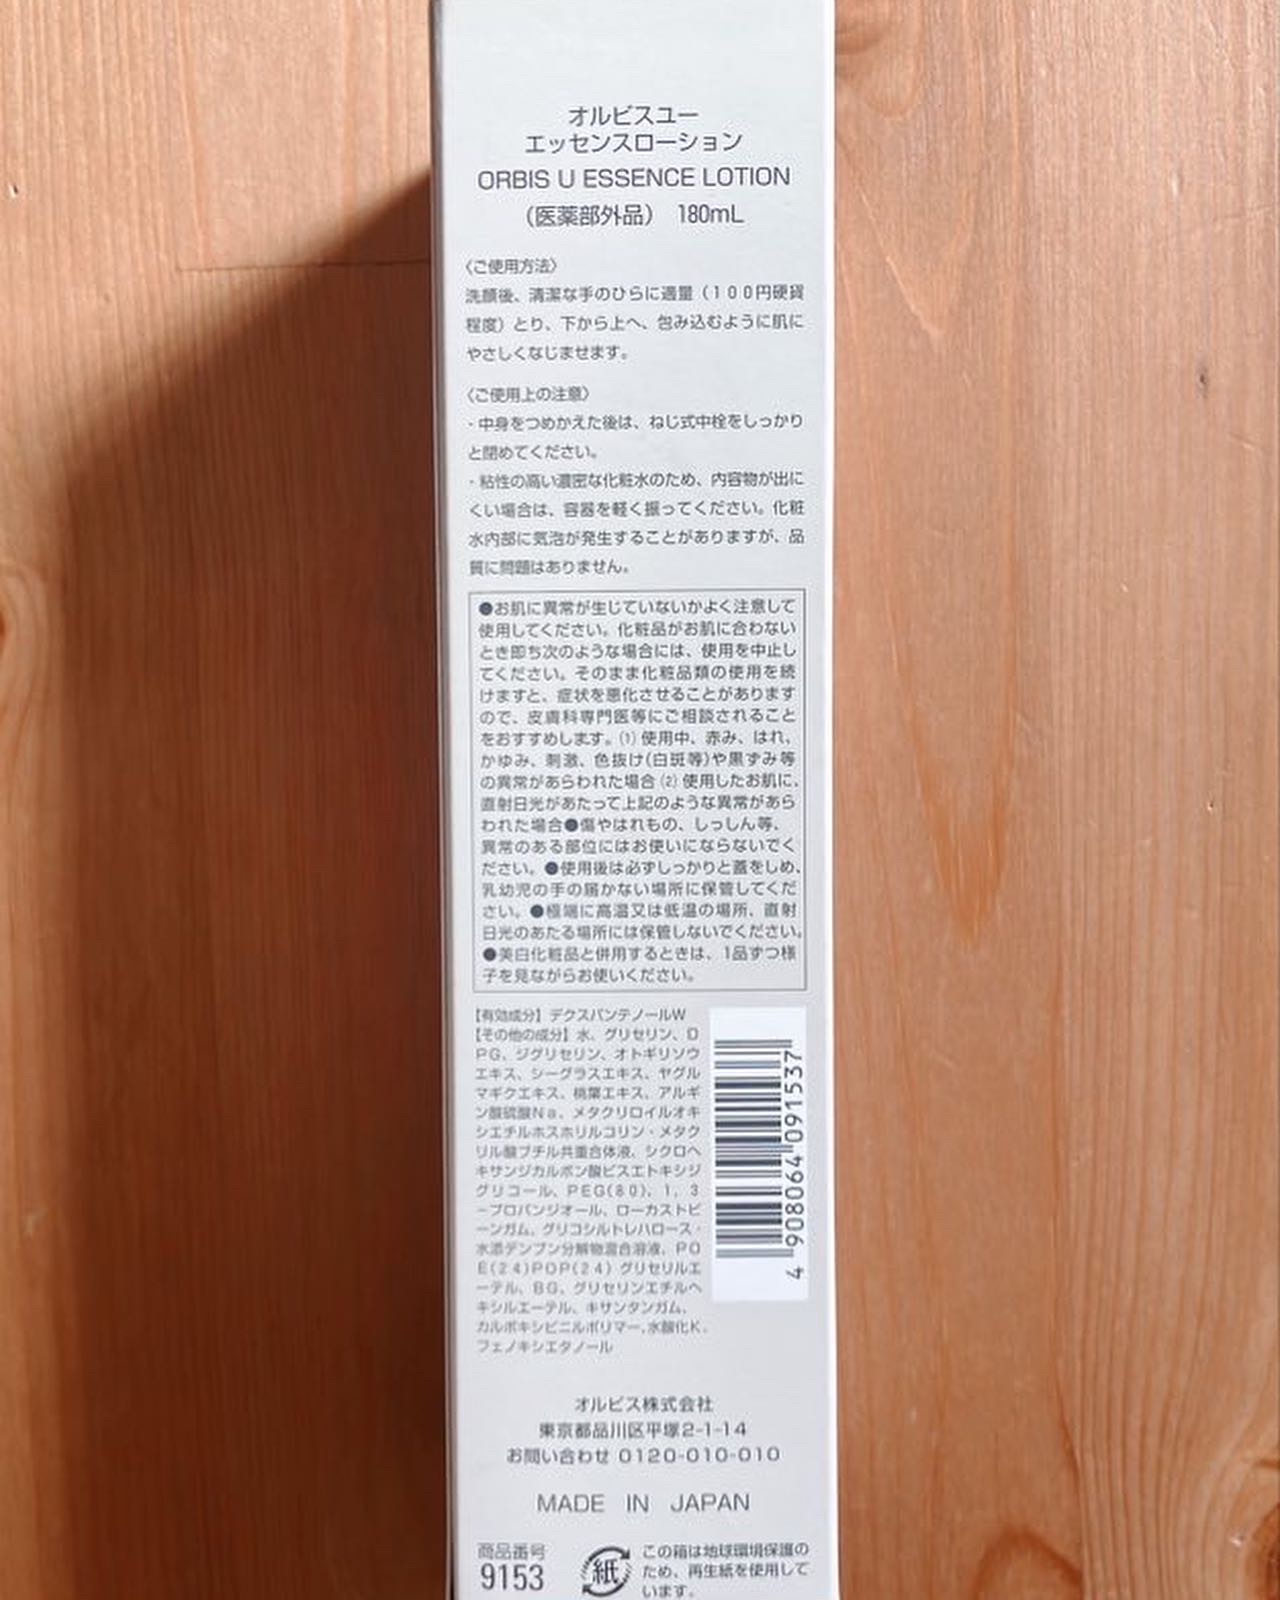 オルビスユー
エッセンスローション
ORBIS U ESSENCE LOTION
(医薬部外品) 180mL
〈ご使用方法〉
洗顔後、清潔な手のひらに適量（100円硬貨
程度）とり、下から上へ、包み込むように肌に
やさしくなじませます。
〈ご使用上の注意〉
・中身をつめかえた後は、ねじ式中栓をしっかり
と閉めてください。
・粘性の高い濃密な化粧水のため、内容物が出に
くい場合は、容器を軽く振ってください。化粧
水内部に気泡が発生することがありますが、品
質に問題はありません。
●お肌に異常が生じていないかよく注意して
使用してください。化粧品がお肌に合わない
とき即ち次のような場合には、使用を中止し
てください。そのまま化粧品類の使用を続
けますと、症状を悪化させることがあります
ので、皮膚科専門医等にご相談されること
をおすすめします。⑴使用中、赤み、はれ、
かゆみ、刺激、色抜け(白斑等)や黒ずみ等
の異常があらわれた場合⑵使用したお肌に、
直射日光があたって上記のような異常があら
われた場合●傷やはれもの、しっしん等、
異常のある部位にはお使いにならないでく
ださい。●使用後は必ずしっかりと蓋をしめ、
乳幼児の手の届かない場所に保管してくだ
さい。●極端に高温又は低温の場所、直射
日光のあたる場所には保管しないでください。
●美白化粧品と併用するときは、1品ずつ様
子を見ながらお使いください。
【有効成分】デクスパンテノールW
【その他の成分】水、グリセリン、D
PG、ジグリセリン、オトギリソウ
エキス、シーグラスエキス、ヤグル
マギクエキス、桃葉エキス、アルギ
ン酸硫酸Na、メタクリロイルオキ
シエチルホスホリルコリン・メタク
リル酸ブチル共重合体液、シクロヘ
キサンジカルボン酸ビスエトキシジ
グリコール、PEG(80)、1，3
－プロパンジオール、ローカストビ
ーンガム、グリコシルトレハロース・
水添デンプン分解物混合溶液、PO
E(24)POP(24)グリセリルエ
ーテル、BG、グリセリンエチルヘ
キシルエーテル、キサンタンガム、
カルボキシビニルポリマー、水酸化K、
フェノキシエタノール
4 908064 091537
オルビス株式会社
東京都品川区平塚2-1-14
お問い合わせ 0120-010-010
MADE IN JAPAN
商品番号
9153
紙
この箱は地球環境保護の
ため、再生紙を使用して
います。